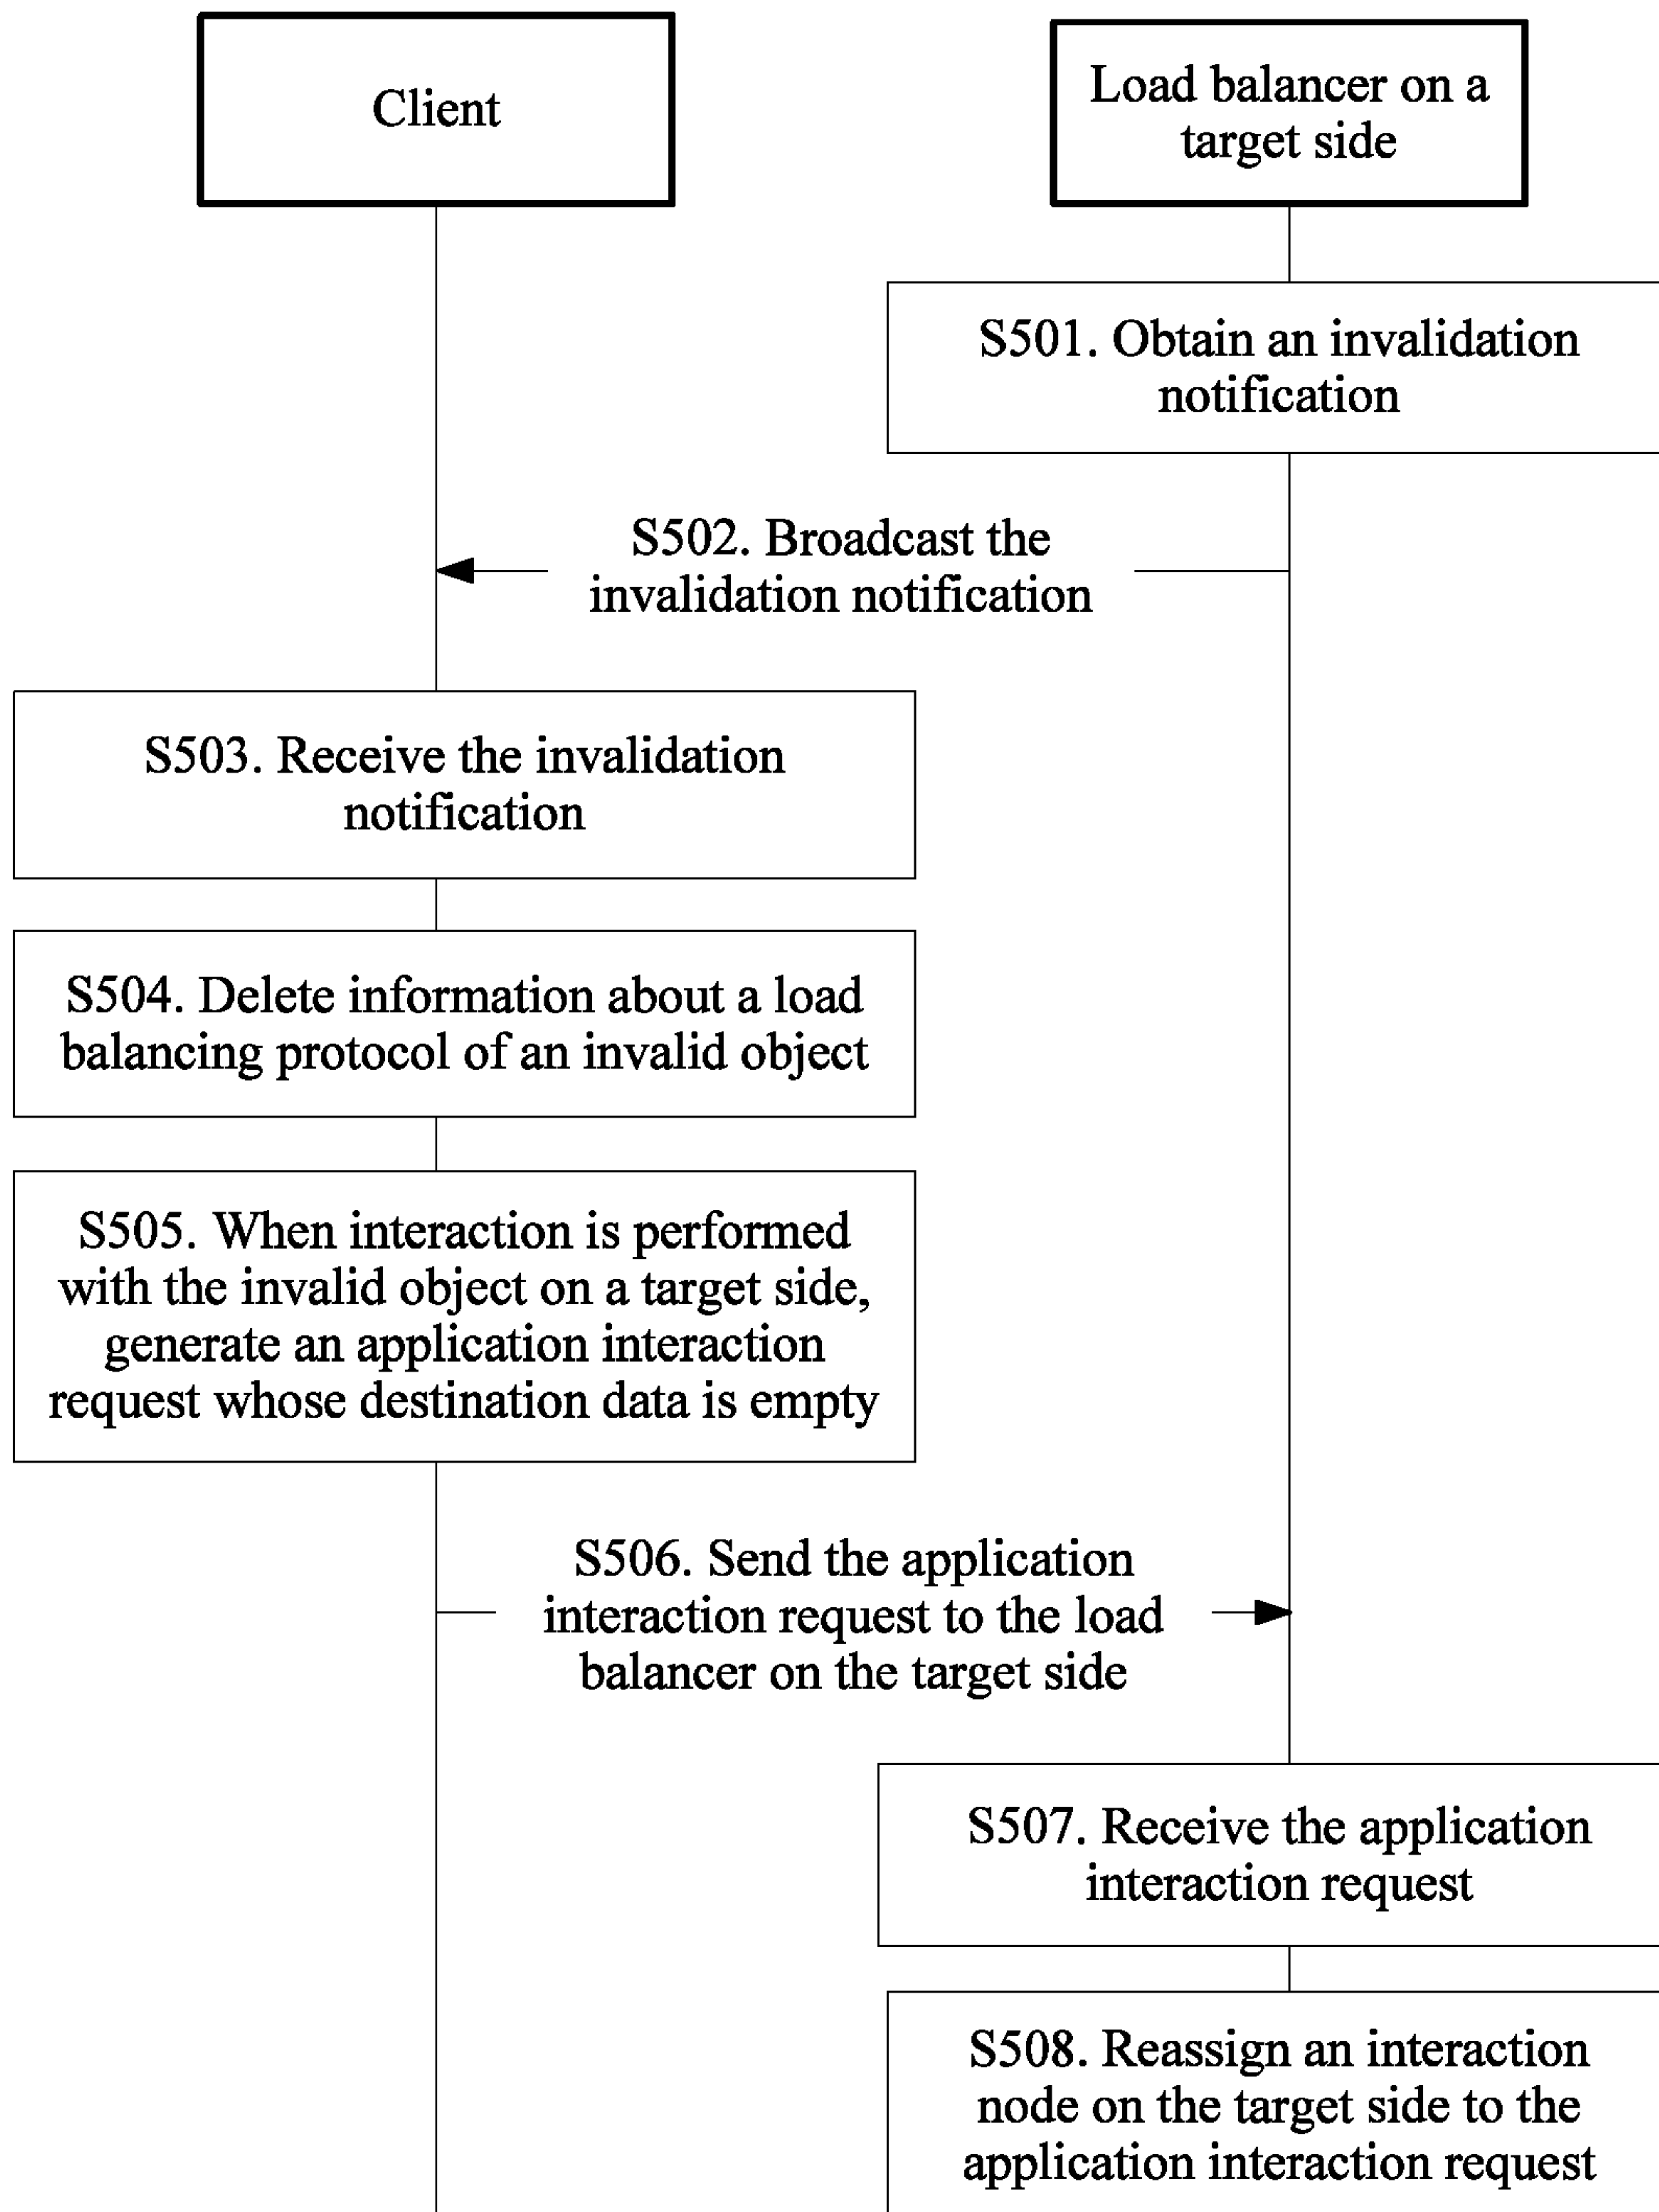 Client
Load balancer on a
target side
S501. Obtain an invalidation
notification
S502. Broadcast the
invalidation notification
S503. Receive the invalidation
notification
S504. Delete information about a load
balancing protocol of an invalid object
S505. When interaction is performed
with the invalid object on a target side,
generate an application interaction
request whose destination data is empty
S506. Send the application
interaction request to the load
balancer on the target side
S507. Receive the application
interaction request
S508. Reassign an interaction
node on the target side to the
application interaction request